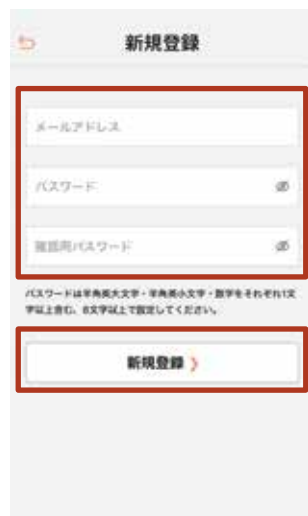 新規登録
メールアドレス
パスワード
確認用パスワード
パスワードは半角英大文字・半角英小文字・数字をそれぞれ1文
字以上含む、8文字以上で設定してください。
新規登録 ❯